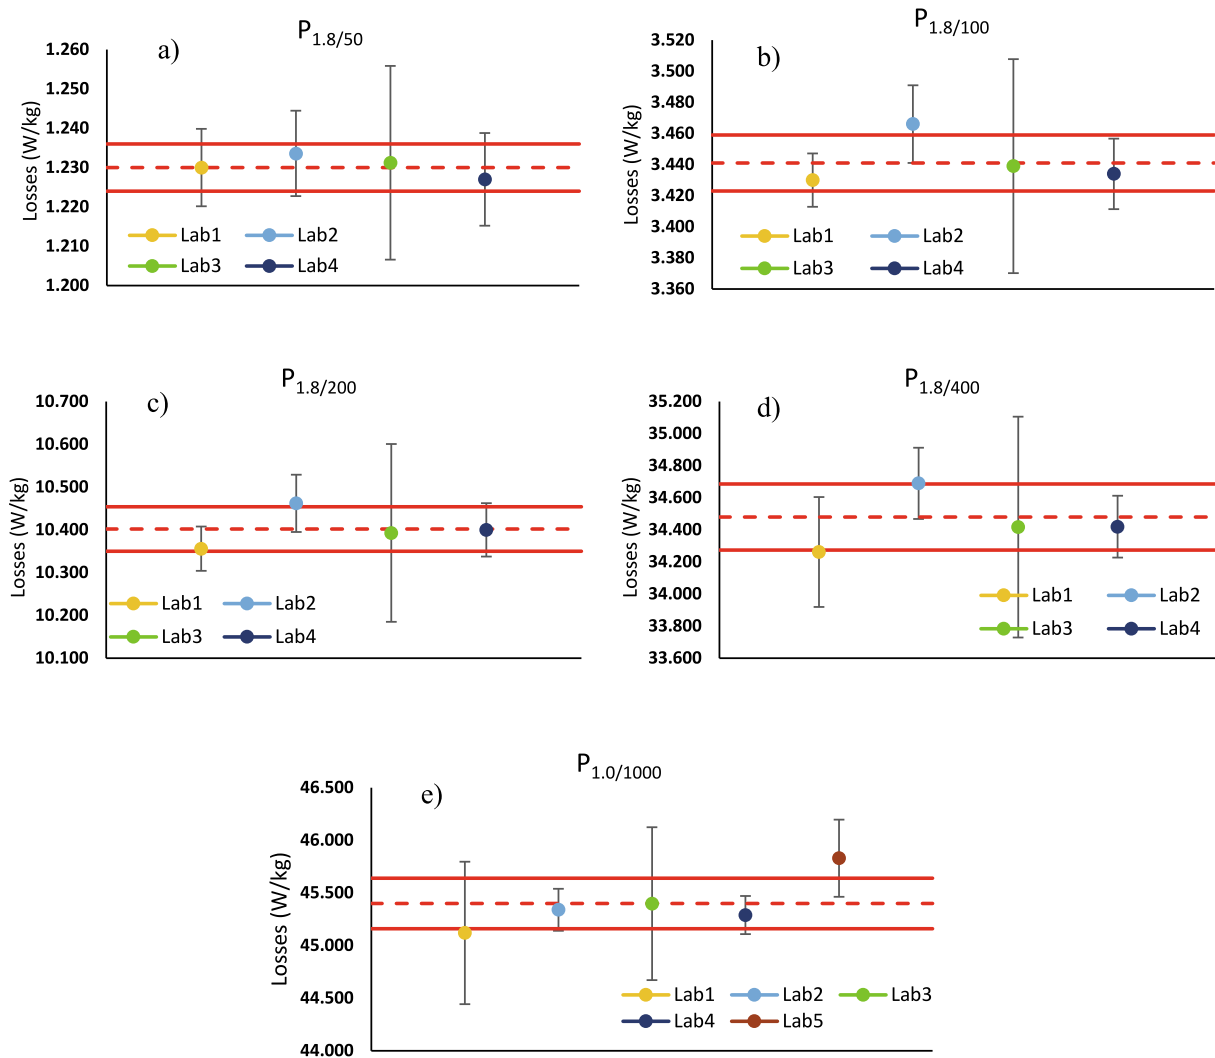 P1.8/50
a)
Losses (W/kg)
1.260
1.250
1.240
1.230
1.220
1.210
1.200
Lab1 Lab2
Lab3 Lab4
P1.8/100
b)
Losses (W/kg)
3.520
3.500
3.480
3.460
3.440
3.420
3.400
3.380
3.360
Lab1 Lab2
Lab3 Lab4
P1.8/200
c)
Losses (W/kg)
10.700
10.600
10.500
10.400
10.300
10.200
10.100
Lab1 Lab2
Lab3 Lab4
P1.8/400
d)
Losses (W/kg)
35.200
35.000
34.800
34.600
34.400
34.200
34.000
33.800
33.600
Lab1 Lab2
Lab3 Lab4
P1.0/1000
e)
Losses (W/kg)
46.500
46.000
45.500
45.000
44.500
44.000
Lab1 Lab2 Lab3
Lab4 Lab5